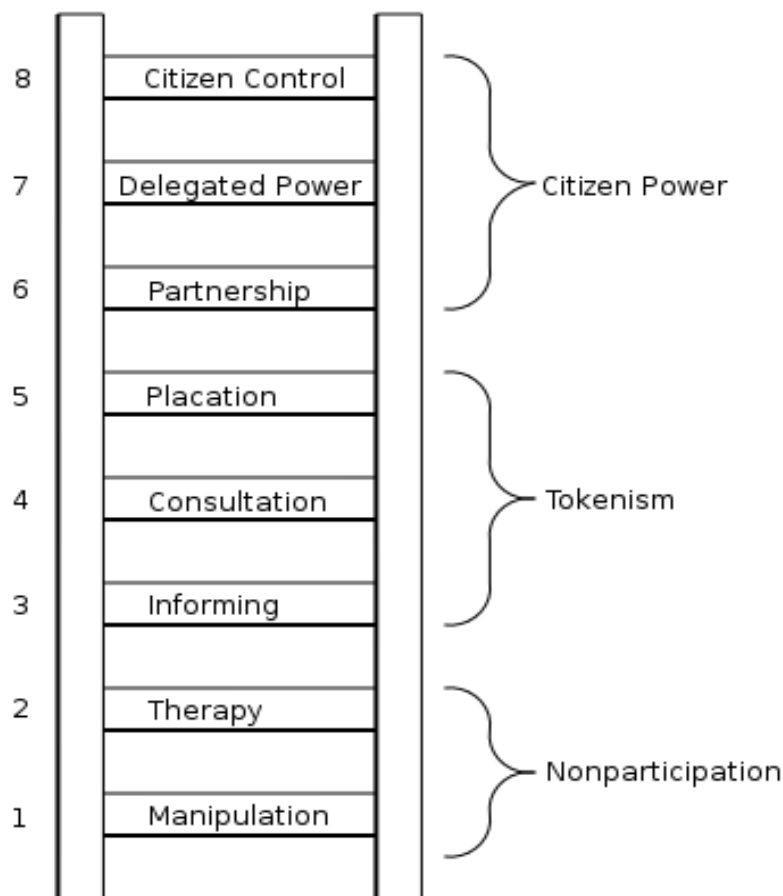 8 Citizen Control
7 Delegated Power
Citizen Power
6 Partnership
5 Placation
4 Consultation
Tokenism
3 Informing
2 Therapy
Nonparticipation
1 Manipulation